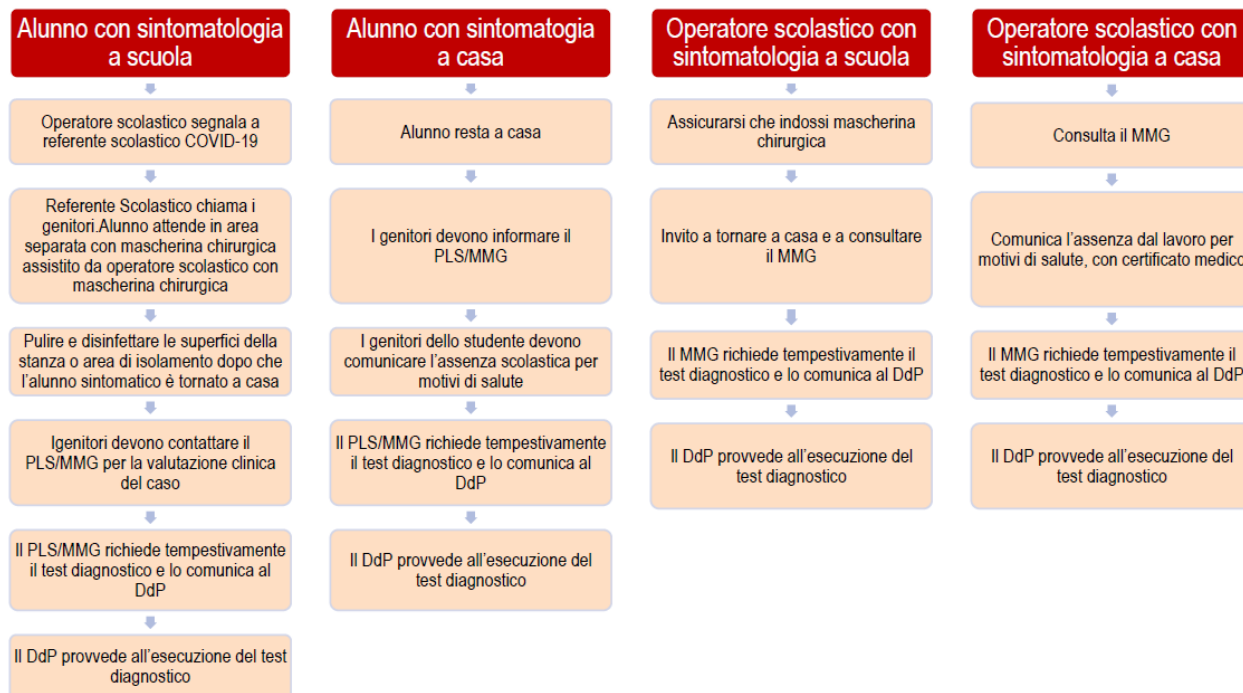 Alunno con sintomatologia
a scuola
Operatore scolastico segnala a
referente scolastico COVID-19
Referente Scolastico chiama i
genitori.Alunno attende in area
separata con mascherina chirurgica
assistito da operatore scolastico con
mascherina chirurgica
Pulire e disinfettare le superfici della
stanza o area di isolamento dopo che
l'alunno sintomatico è tornato a casa
Igenitori devono contattare il
PLS/MMG per la valutazione clinica
del caso
Il PLS/MMG richiede tempestivamente
il test diagnostico e lo comunica al
DdP
Il DdP provvede all'esecuzione del test
diagnostico
Alunno con sintomatogia
a casa
Alunno resta a casa
I genitori devono informare il
PLS/MMG
I genitori dello studente devono
comunicare l'assenza scolastica per
motivi di salute
Il PLS/MMG richiede tempestivamente
il test diagnostico e lo comunica al
DdP
Il DdP provvede all'esecuzione del
test diagnostico
Operatore scolastico con
sintomatologia a scuola
Assicurarsi che indossi mascherina
chirurgica
Invito a tornare a casa e a consultare
il MMG
Il MMG richiede tempestivamente il
test diagnostico e lo comunica al DdP
Il DdP provvede all'esecuzione del
test diagnostico
Operatore scolastico con
sintomatologia a casa
Consulta il MMG
Comunica l'assenza dal lavoro per
motivi di salute, con certificato medico
Il MMG richiede tempestivamente il
test diagnostico e lo comunica al DdP
Il DdP provvede all'esecuzione del
test diagnostico